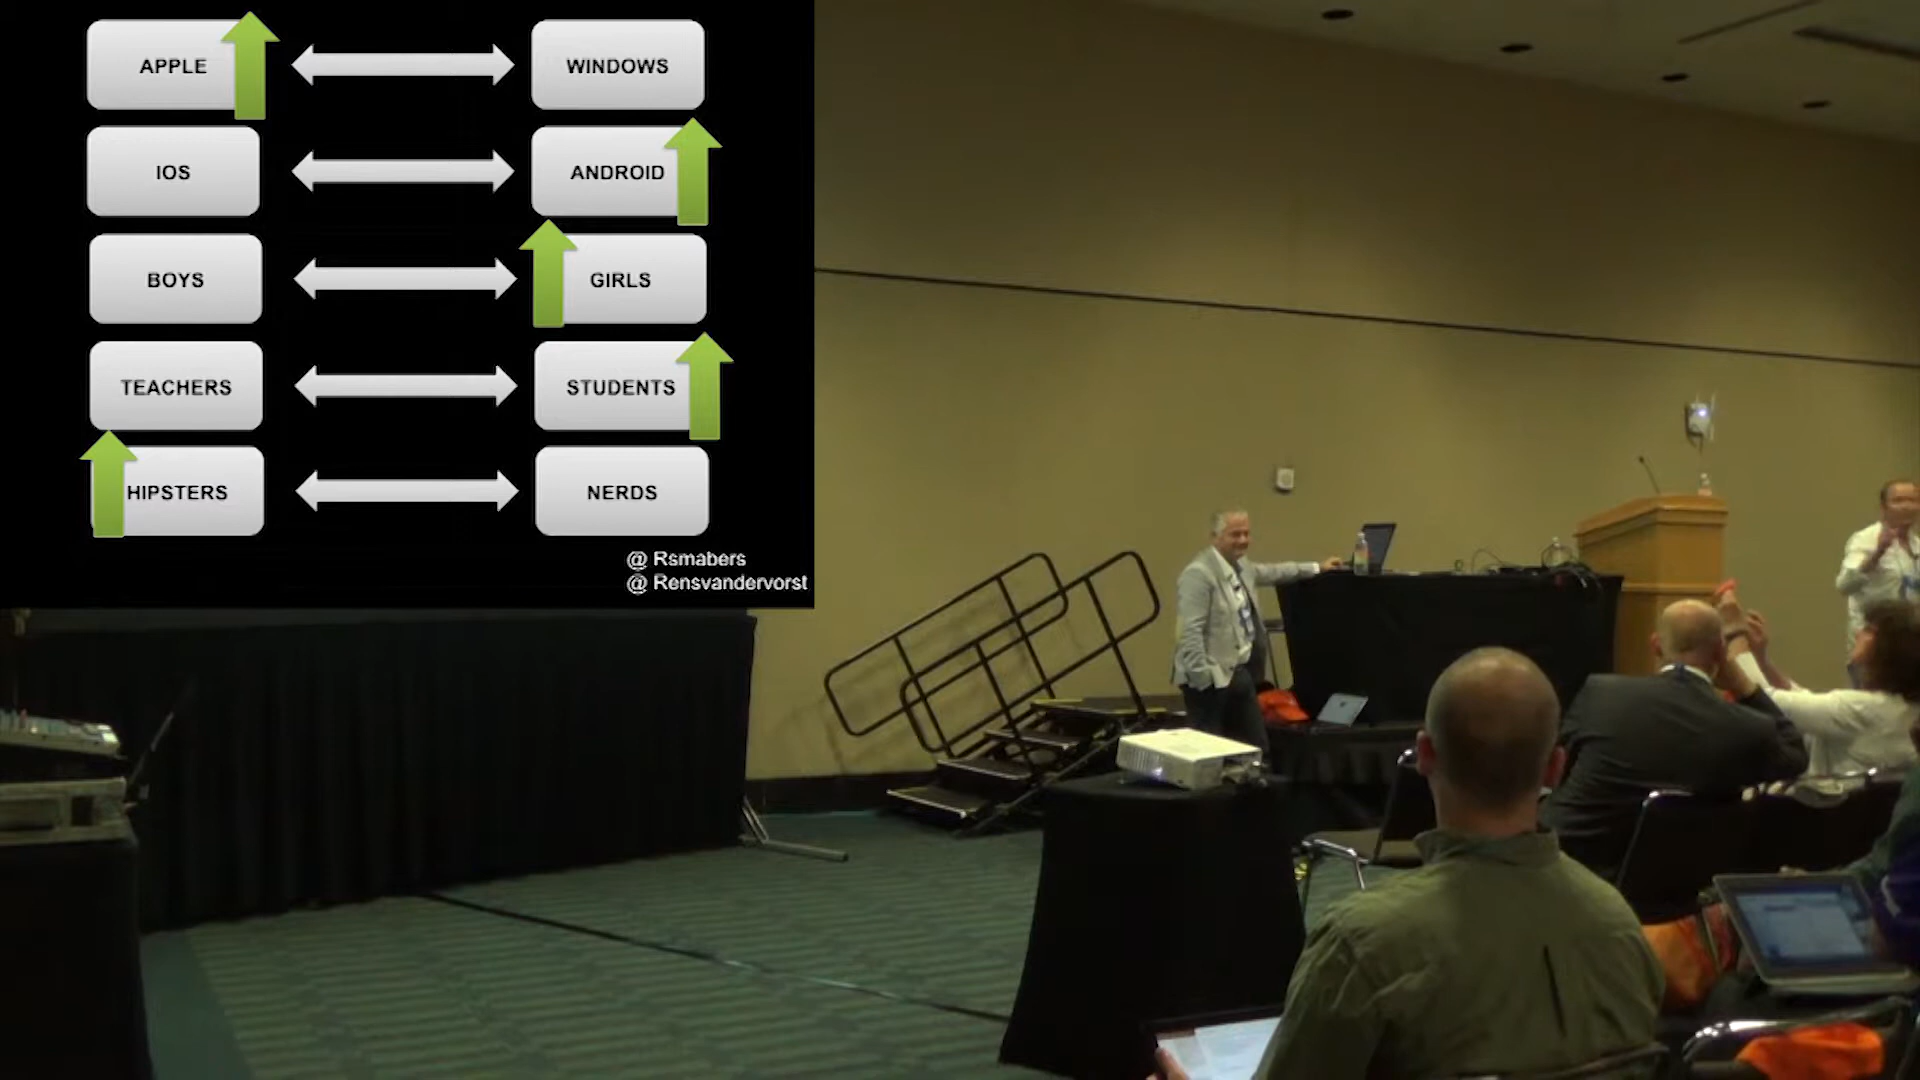 APPLE
WINDOWS
IOS
ANDROID
BOYS
GIRLS
TEACHERS
STUDENTS
HIPSTERS
NERDS
@ Rsmabers
@ Rensvandervorst